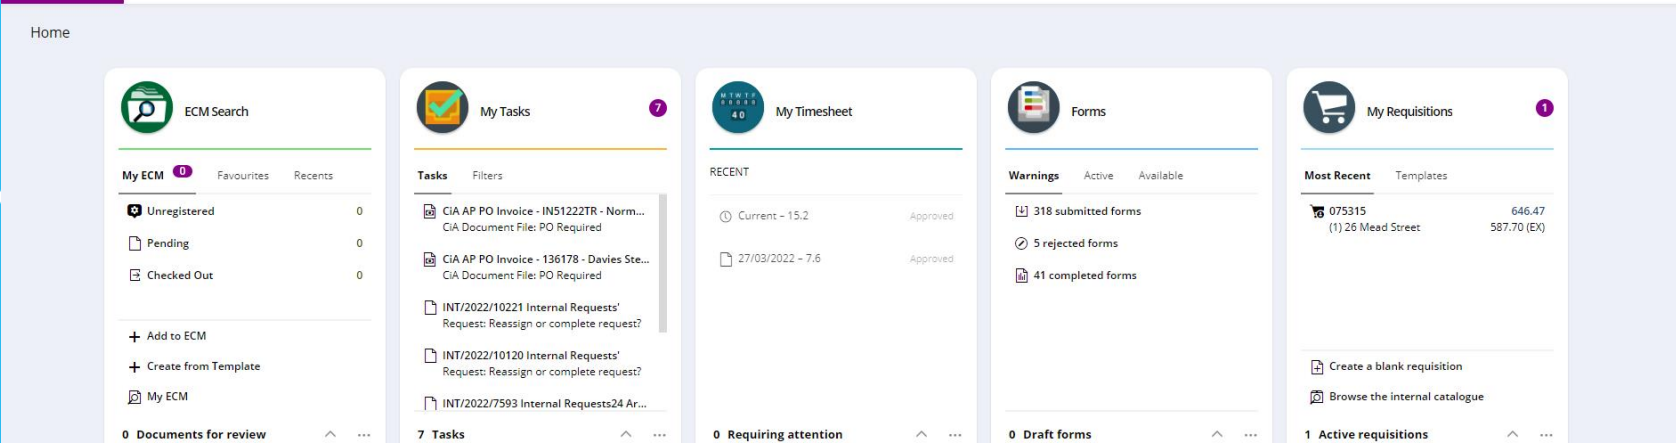 Home
ECM Search
My ECM 0 Favourites Recents
Unregistered 0
Pending 0
Checked Out 0
Add to ECM
Create from Template
My ECM
0 Documents for review
My Tasks 7
Tasks Filters
CiA AP PO Invoice - IN51222TR - Norm...
CiA Document File: PO Required
CiA AP PO Invoice - 136178 - Davies Ste...
CiA Document File: PO Required
INT/2022/10221 Internal Requests'
Request: Reassign or complete request?
INT/2022/10120 Internal Requests'
Request: Reassign or complete request?
INT/2022/7593 Internal Requests24 Ar...
7 Tasks
M T W T F
8 8 8 8 8
40
My Timesheet
RECENT
Current – 15.2 Approved
27/03/2022 – 7.6 Approved
0 Requiring attention
Forms
Warnings Active Available
318 submitted forms
5 rejected forms
41 completed forms
0 Draft forms
My Requisitions 1
Most Recent Templates
075315 646.47
(1) 26 Mead Street 587.70 (EX)
Create a blank requisition
Browse the internal catalogue
1 Active requisitions